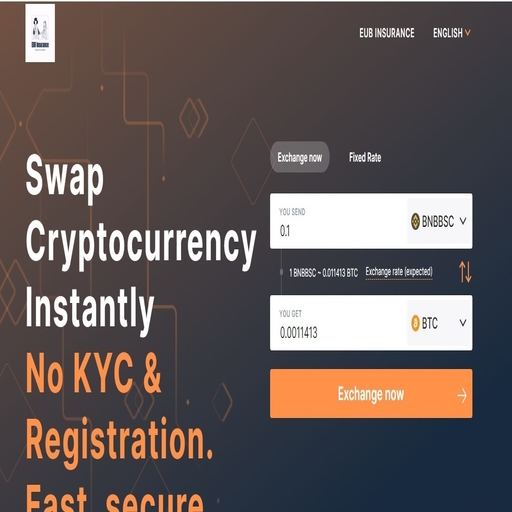 EUB Insurance
EUB INSURANCE
ENGLISH
Swap
Cryptocurrency
Instantly
No KYC &
Registration.
Fast, secure
Exchange now
Fixed Rate
YOU SEND
0.1
BNBBSC
1 BNBBSC ~ 0.011413 BTC
Exchange rate (expected)
YOU GET
0.0011413
BTC
Exchange now